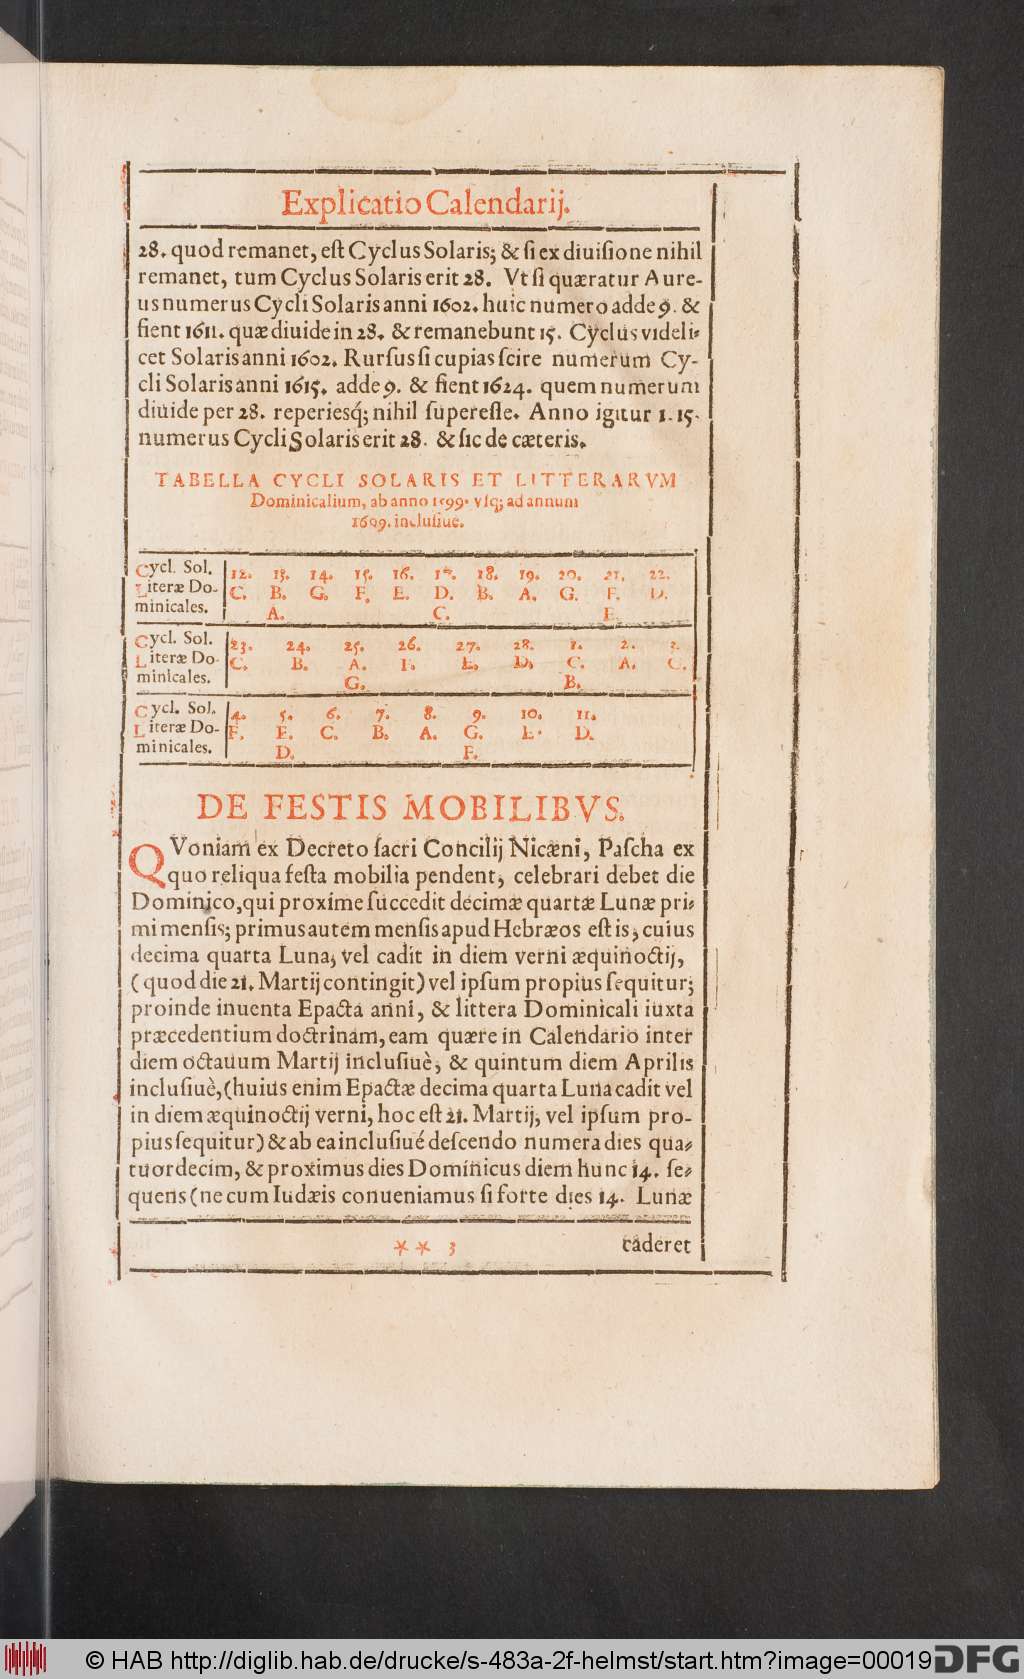 Explicatio Calendarij.
28. quod remanet, eſt Cyclus Solaris; & ſi ex diuiſione nihil
remanet, tum Cyclus Solaris erit 28. Vt ſi quæratur Aure-
us numerus Cycli Solaris anni 1602. huic numero adde 9. &
fient 1611. quæ diuide in 28. & remanebunt 15. Cyclus videli-
cet Solaris anni 1602. Rurſus ſi cupias ſcire numerum Cy-
cli Solaris anni 1615. adde 9. & fient 1624. quem numerum
diuide per 28. reperieſq́; nihil ſupereſſe. Anno igitur 1.15.
numerus Cycli Solaris erit 28. & ſic de cæteris.
TABELLA CYCLI SOLARIS ET LITTERARVM
Dominicalium, ab anno 1599. vſq; ad annum
1609. incluſiue.
Cycl. Sol. 12. 13. 14. 15. 16. 17. 18. 19. 20. 21. 22.
Literæ Do- C. B. G. F. E. D. B. A. G. F. D.
minicales. A. C. E.
Cycl. Sol. 23. 24. 25. 26. 27. 28. 1. 2. 3.
Literæ Do- C. B. A. F. E. D. C. A. C.
minicales. G. B.
Cycl. Sol. 4. 5. 6. 7. 8. 9. 10. 11.
Literæ Do- F. E. C. B. A. G. E. D.
minicales. D. F.
DE FESTIS MOBILIBVS.
QVoniam ex Decreto ſacri Concilij Nicæni, Paſcha ex
quo reliqua feſta mobilia pendent, celebrari debet die
Dominico, qui proxime ſuccedit decimæ quartæ Lunæ pri-
mi menſis; primus autem menſis apud Hebræos eſt is, cuius
decima quarta Luna, vel cadit in diem verni æquinoctij,
(quod die 21. Martij contingit) vel ipſum propius ſequitur;
proinde inuenta Epacta anni, & littera Dominicali iuxta
præcedentium doctrinam, eam quære in Calendario inter
diem octauum Martij incluſiuè, & quintum diem Aprilis
incluſiuè, (huius enim Epactæ decima quarta Luna cadit vel
in diem æquinoctij verni, hoc eſt 21. Martij, vel ipſum pro-
pius ſequitur) & ab ea incluſiué deſcendo numera dies qua-
tuordecim, & proximus dies Dominicus diem hunc 14. ſe-
quens (ne cum Iudæis conueniamus ſi forte dies 14. Lunæ
** 3 caderet
© HAB http://diglib.hab.de/drucke/s-483a-2f-helmst/start.htm?image=00019 DFG